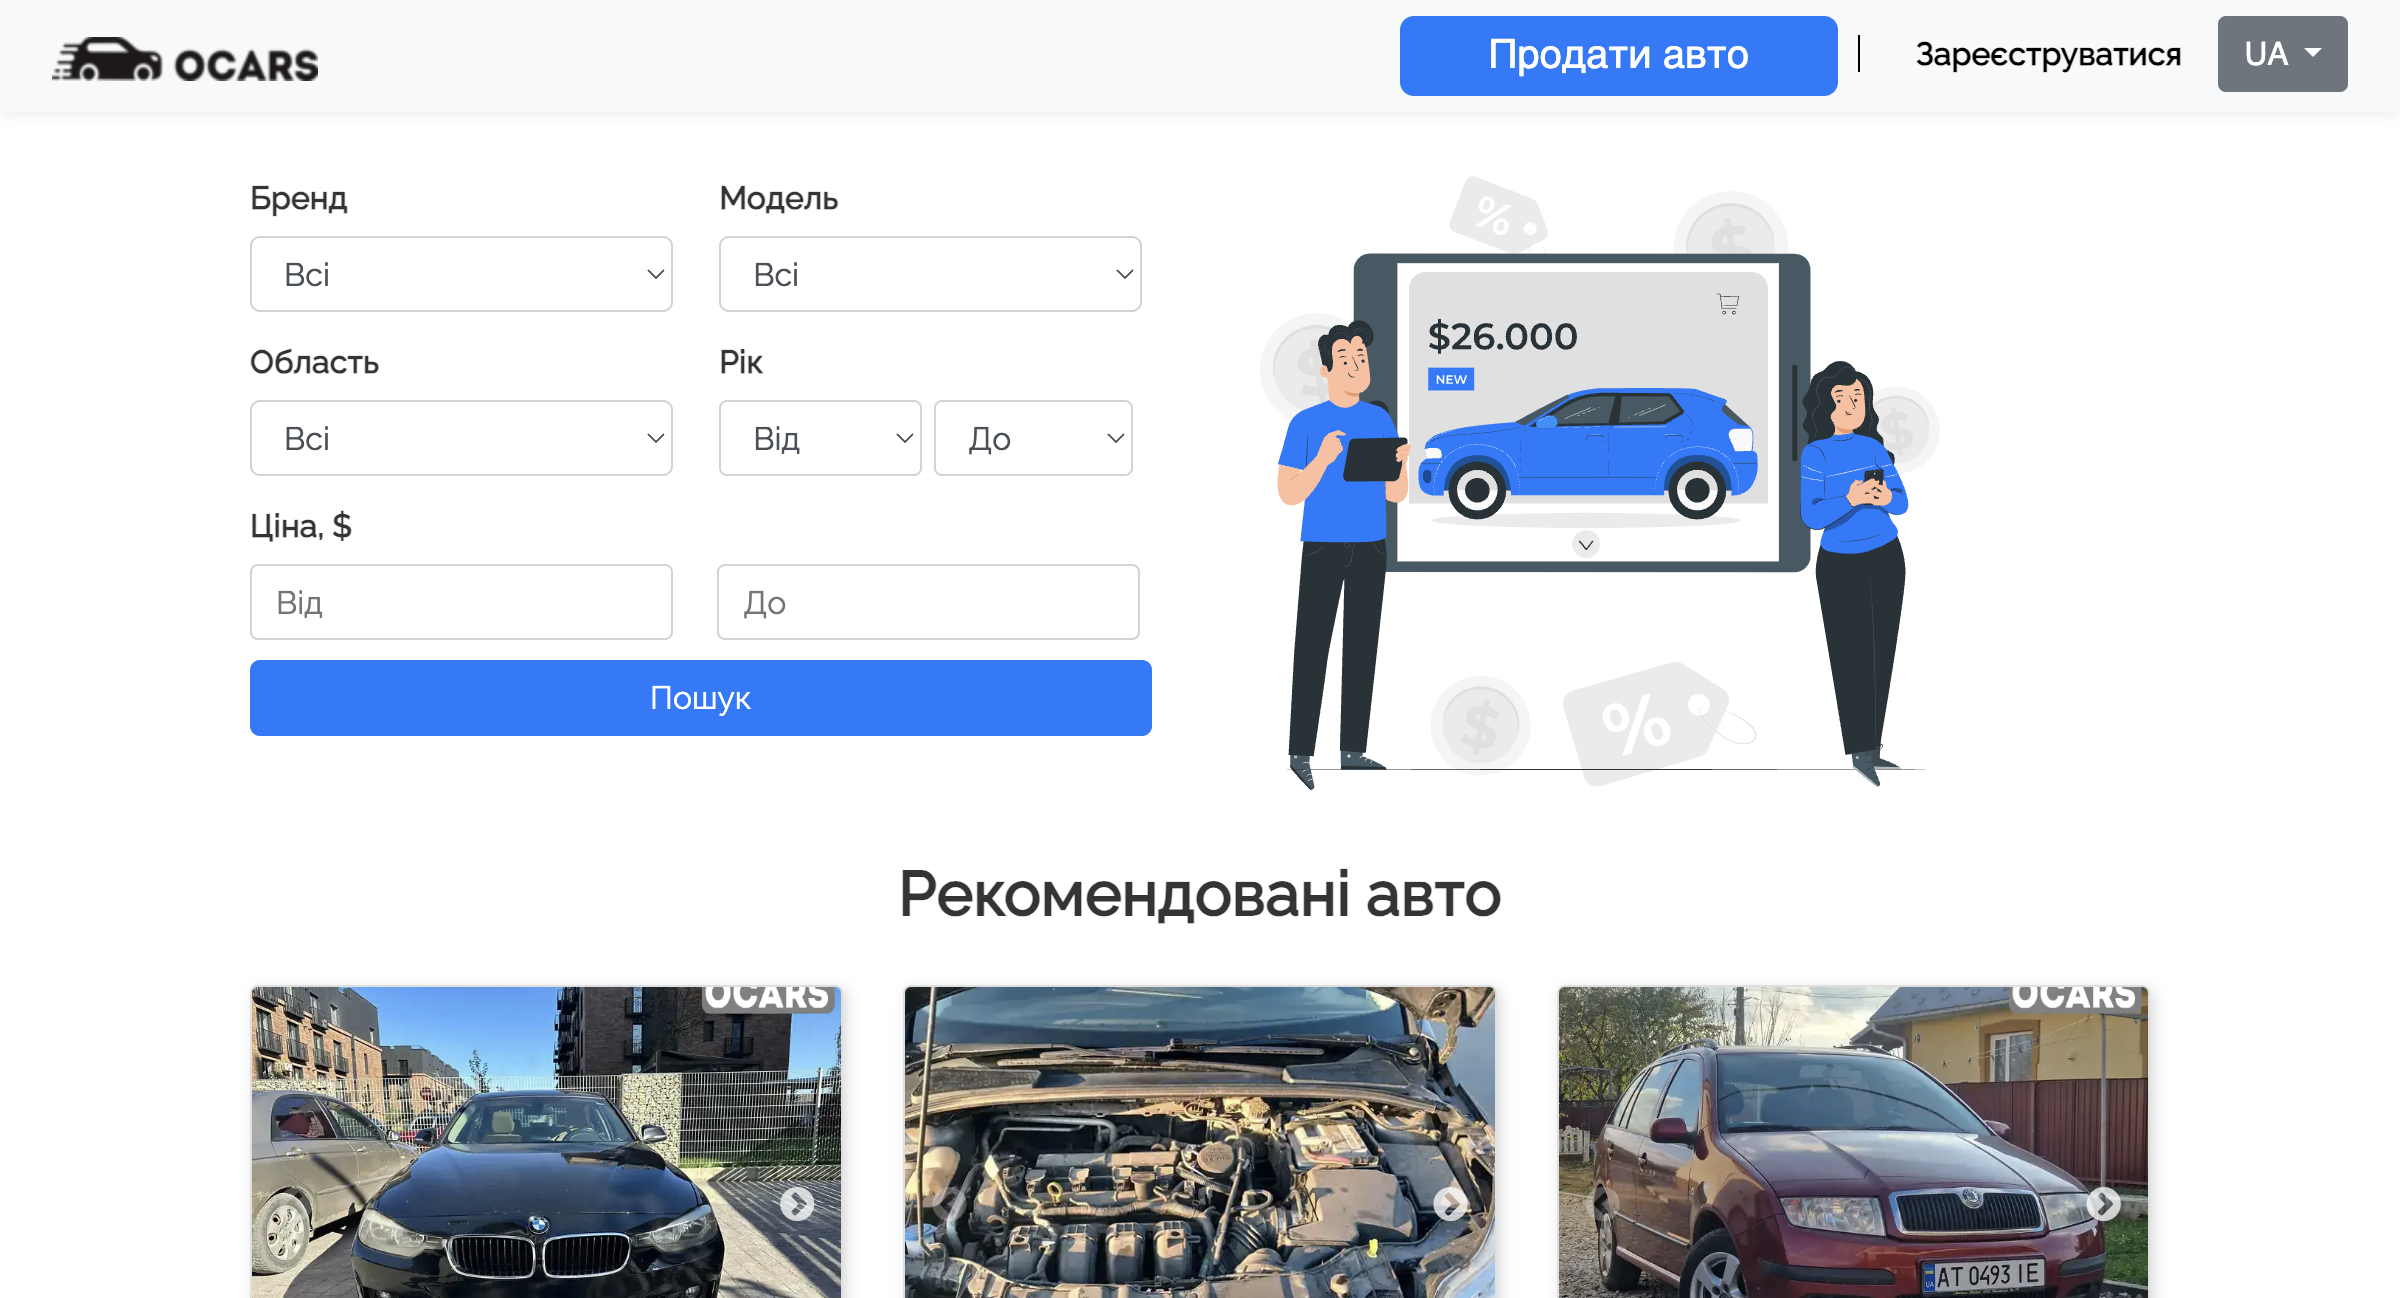 OCARS
Продати авто
Зареєструватися
UA
Бренд
Модель
Всі
Всі
Область
Рік
Всі
Від
До
Ціна, $
Від
До
Пошук
%
$
$
$26.000
NEW
$
$
$
%
Рекомендовані авто
OCARS
OCARS
UA
AT 0493 IE